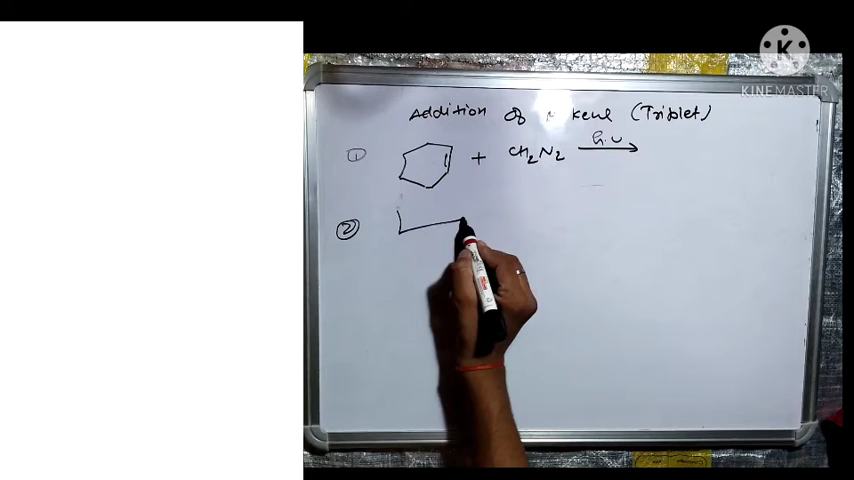 K
KINEMASTER
Addition of kene (Triplet)
① + CH2N2 h.υ
②